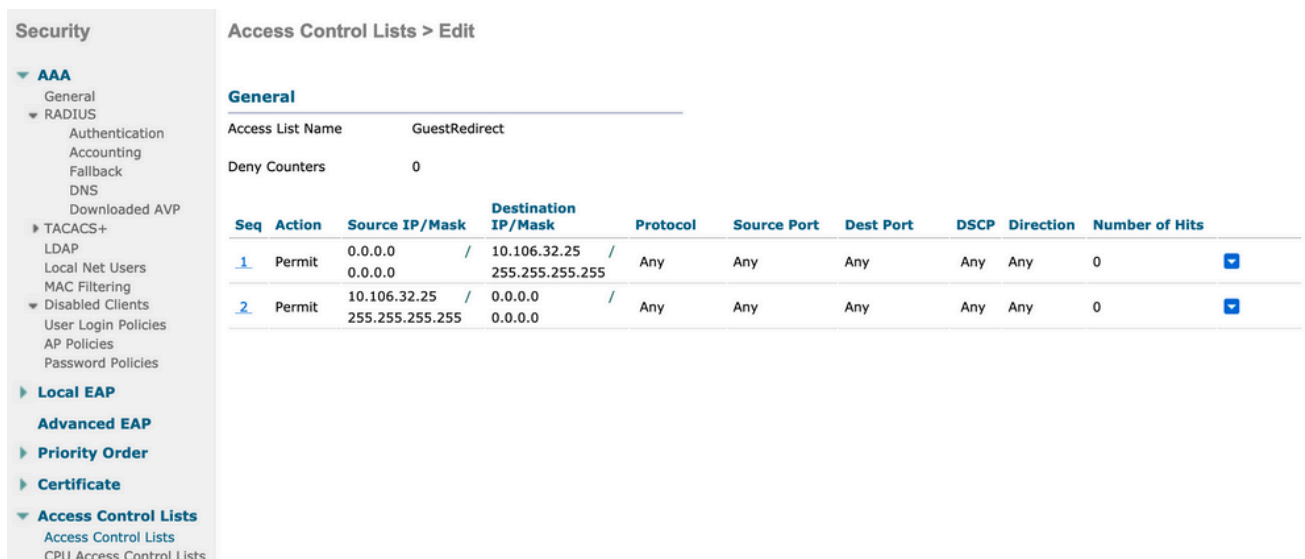 Security
AAA
General
RADIUS
Authentication
Accounting
Fallback
DNS
Downloaded AVP
TACACS+
LDAP
Local Net Users
MAC Filtering
Disabled Clients
User Login Policies
AP Policies
Password Policies
Local EAP
Advanced EAP
Priority Order
Certificate
Access Control Lists
Access Control Lists
CPU Access Control Lists
Access Control Lists > Edit
General
Access List Name GuestRedirect
Deny Counters 0
Seq Action Source IP/Mask Destination IP/Mask Protocol Source Port Dest Port DSCP Direction Number of Hits
1 Permit 0.0.0.0 / 0.0.0.0 10.106.32.25 / 255.255.255.255 Any Any Any Any Any 0
2 Permit 10.106.32.25 / 255.255.255.255 0.0.0.0 / 0.0.0.0 Any Any Any Any Any 0